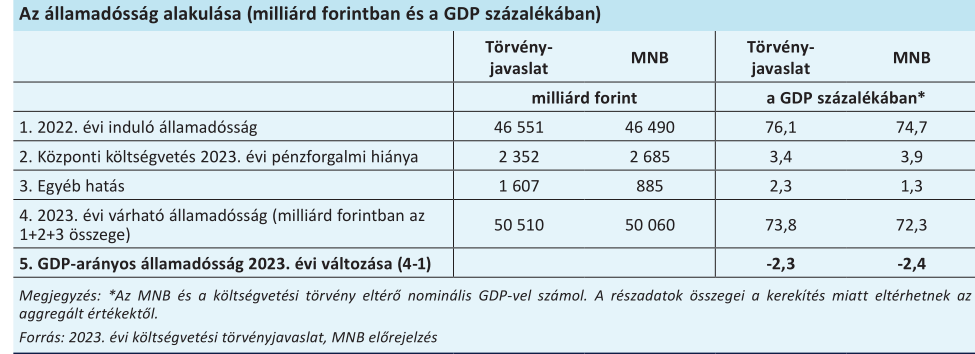 Az államadósság alakulása (milliárd forintban és a GDP százalékában)
Törvény-
javaslat
MNB
Törvény-
javaslat
MNB
milliárd forint a GDP százalékában*
1. 2022. évi induló államadósság 46 551 46 490 76,1 74,7
2. Központi költségvetés 2023. évi pénzforgalmi hiánya 2 352 2 685 3,4 3,9
3. Egyéb hatás 1 607 885 2,3 1,3
4. 2023. évi várható államadósság (milliárd forintban az
1+2+3 összege) 50 510 50 060 73,8 72,3
5. GDP-arányos államadósság 2023. évi változása (4-1) -2,3 -2,4
Megjegyzés: *Az MNB és a költségvetési törvény eltérő nominális GDP-vel számol. A részadatok összegei a kerekítés miatt eltérhetnek az
aggregált értékektől.
Forrás: 2023. évi költségvetési törvényjavaslat, MNB előrejelzés